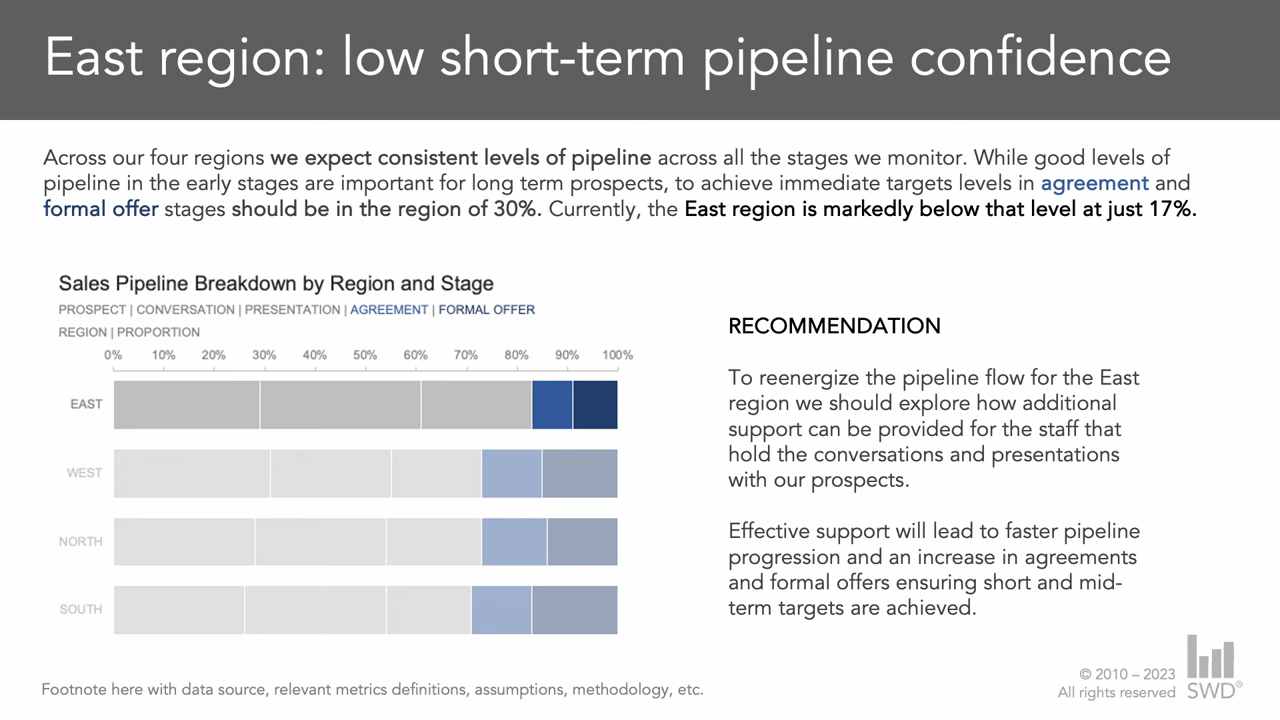 East region: low short-term pipeline confidence
Across our four regions we expect consistent levels of pipeline across all the stages we monitor. While good levels of
pipeline in the early stages are important for long term prospects, to achieve immediate targets levels in agreement and
formal offer stages should be in the region of 30%. Currently, the East region is markedly below that level at just 17%.
Sales Pipeline Breakdown by Region and Stage
PROSPECT | CONVERSATION | PRESENTATION | AGREEMENT | FORMAL OFFER
REGION | PROPORTION
0% 10% 20% 30% 40% 50% 60% 70% 80% 90% 100%
EAST
WEST
NORTH
SOUTH
RECOMMENDATION
To reenergize the pipeline flow for the East
region we should explore how additional
support can be provided for the staff that
hold the conversations and presentations
with our prospects.
Effective support will lead to faster pipeline
progression and an increase in agreements
and formal offers ensuring short and mid-
term targets are achieved.
Footnote here with data source, relevant metrics definitions, assumptions, methodology, etc.
© 2010 – 2023
All rights reserved
SWD®